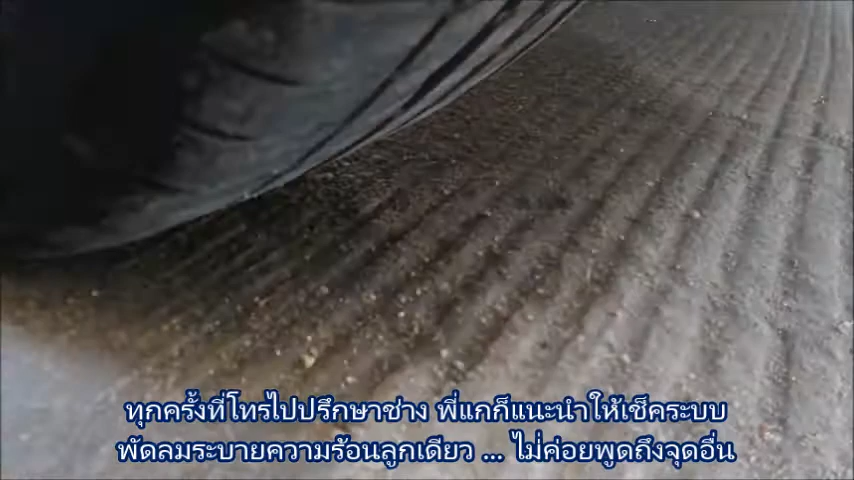 ทุกครั้งที่โทรไปปรึกษาช่าง พี่แกก็แนะนำให้เช็คระบบ
พัดลมระบายความร้อนลูกเดียว ... ไม่ค่อยพูดถึงจุดอื่น